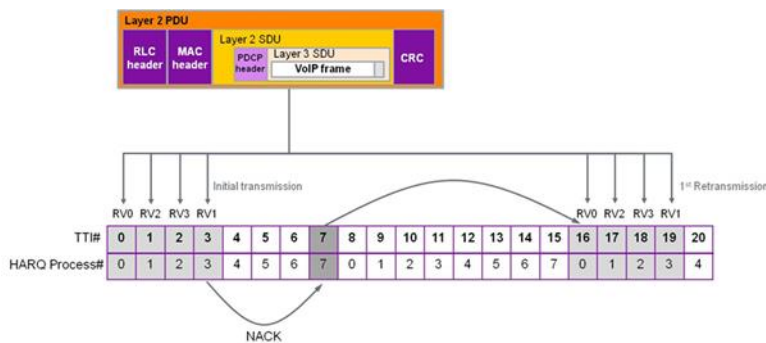 Layer 2 PDU
Layer 2 SDU
RLC header
MAC header
PDCP header
Layer 3 SDU
VoIP frame
CRC
Initial transmission
1st Retransmission
RV0 RV2 RV3 RV1 RV0 RV2 RV3 RV1
TTI# 0 1 2 3 4 5 6 7 8 9 10 11 12 13 14 15 16 17 18 19 20
HARQ Process# 0 1 2 3 4 5 6 7 0 1 2 3 4 5 6 7 0 1 2 3 4
NACK